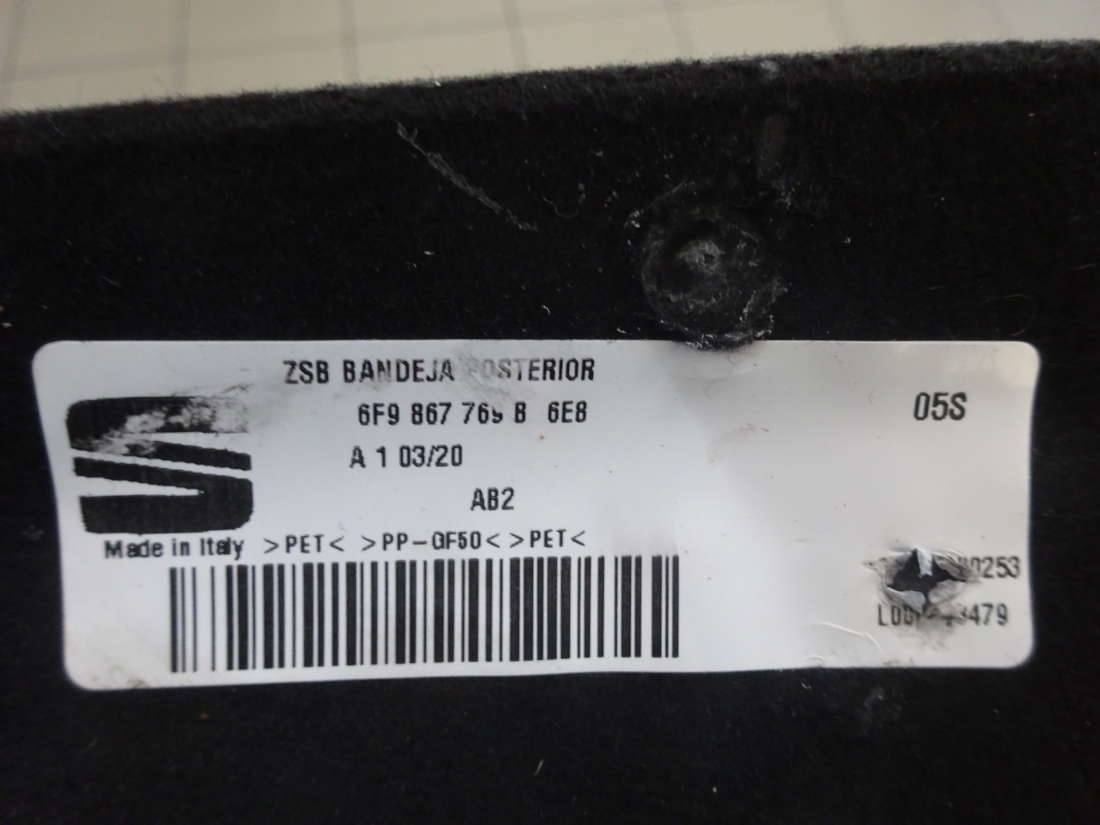 ZSB BANDEJA POSTERIOR
6F9 867 769 B 6E8
05S
A 1 03/20
AB2
Made in Italy >PET< >PP-GF50<>PET<